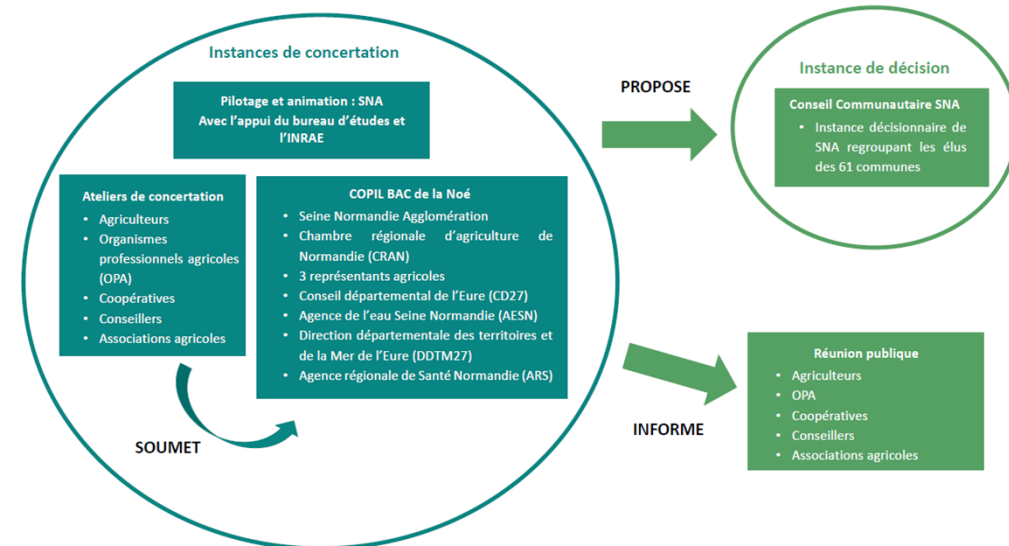 Instances de concertation
Pilotage et animation : SNA
Avec l'appui du bureau d'études et
l'INRAE
Ateliers de concertation
• Agriculteurs
• Organismes
professionnels agricoles
(OPA)
• Coopératives
• Conseillers
• Associations agricoles
COPIL BAC de la Noé
• Seine Normandie Agglomération
• Chambre régionale d'agriculture de
Normandie (CRAN)
• 3 représentants agricoles
• Conseil départemental de l'Eure (CD27)
• Agence de l'eau Seine Normandie (AESN)
• Direction départementale des territoires et
de la Mer de l'Eure (DDTM27)
• Agence régionale de Santé Normandie (ARS)
SOUMET
PROPOSE
Instance de décision
Conseil Communautaire SNA
• Instance décisionnaire de
SNA regroupant les élus
des 61 communes
INFORME
Réunion publique
• Agriculteurs
• OPA
• Coopératives
• Conseillers
• Associations agricoles